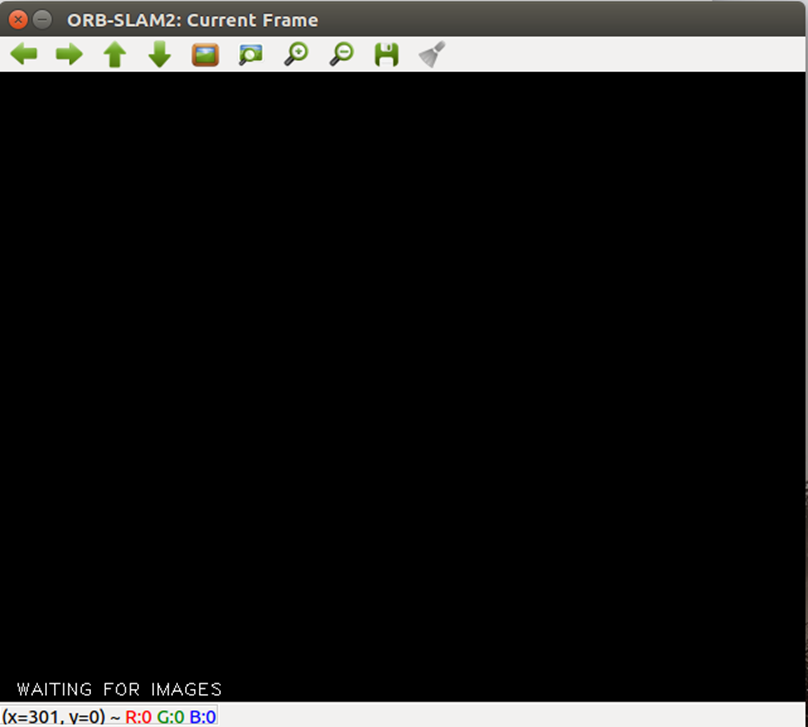 ORB-SLAM2: Current Frame
WAITING FOR IMAGES
(x=301, y=0) ~ R:0 G:0 B:0